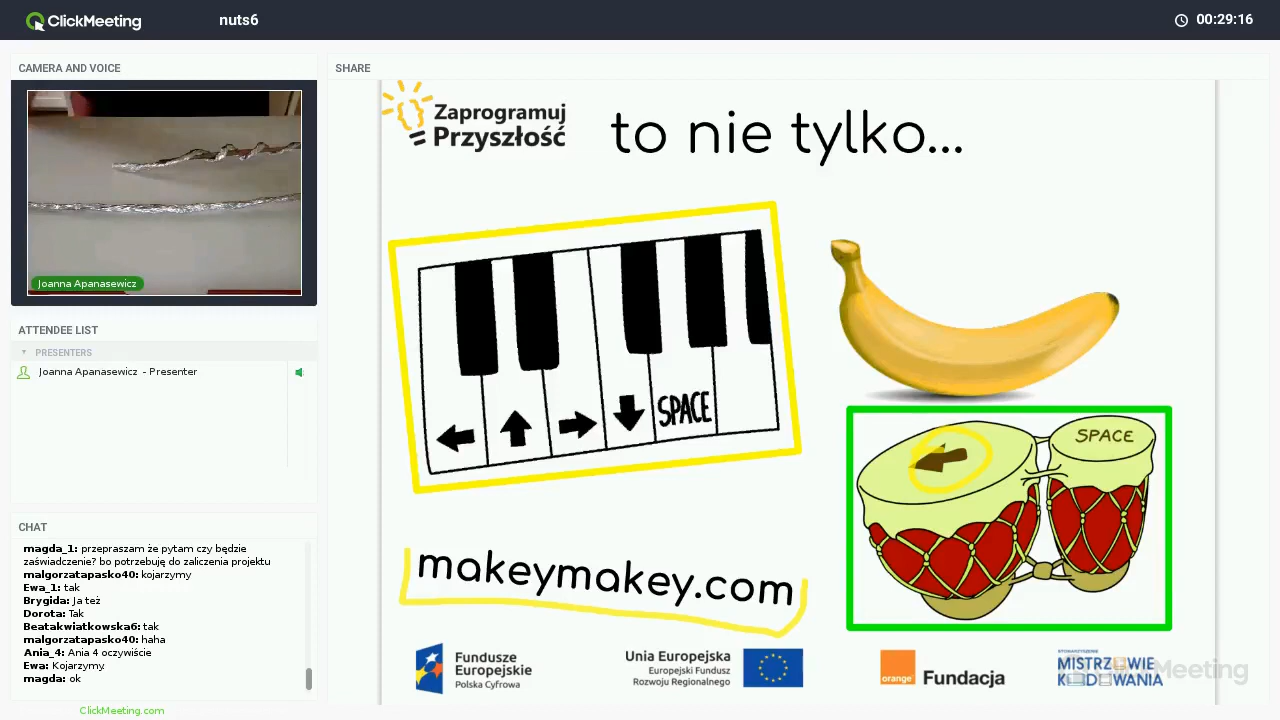 ClickMeeting
nuts6
00:29:16
CAMERA AND VOICE
Joanna Apanasewicz
ATTENDEE LIST
PRESENTERS
Joanna Apanasewicz - Presenter
CHAT
magda_1: przepraszam że pytam czy będzie
zaświadczenie? bo potrzebuję do zaliczenia projektu
malgorzatapasko40: kojarzymy
Ewa_1: tak
Brygida: Ja też
Dorota: Tak
Beatakwiatkowska6: tak
malgorzatapasko40: haha
Ania_4: Ania 4 oczywiście
Ewa: Kojarzymy.
magda: ok
ClickMeeting.com
SHARE
Zaprogramuj
Przyszłość
to nie tylko...
SPACE
SPACE
makeymakey.com
Fundusze
Europejskie
Polska Cyfrowa
Unia Europejska
Europejski Fundusz
Rozwoju Regionalnego
orange
Fundacja
STOWARZYSZENIE
MISTRZOWIE
KODOWANIA
ClickMeeting